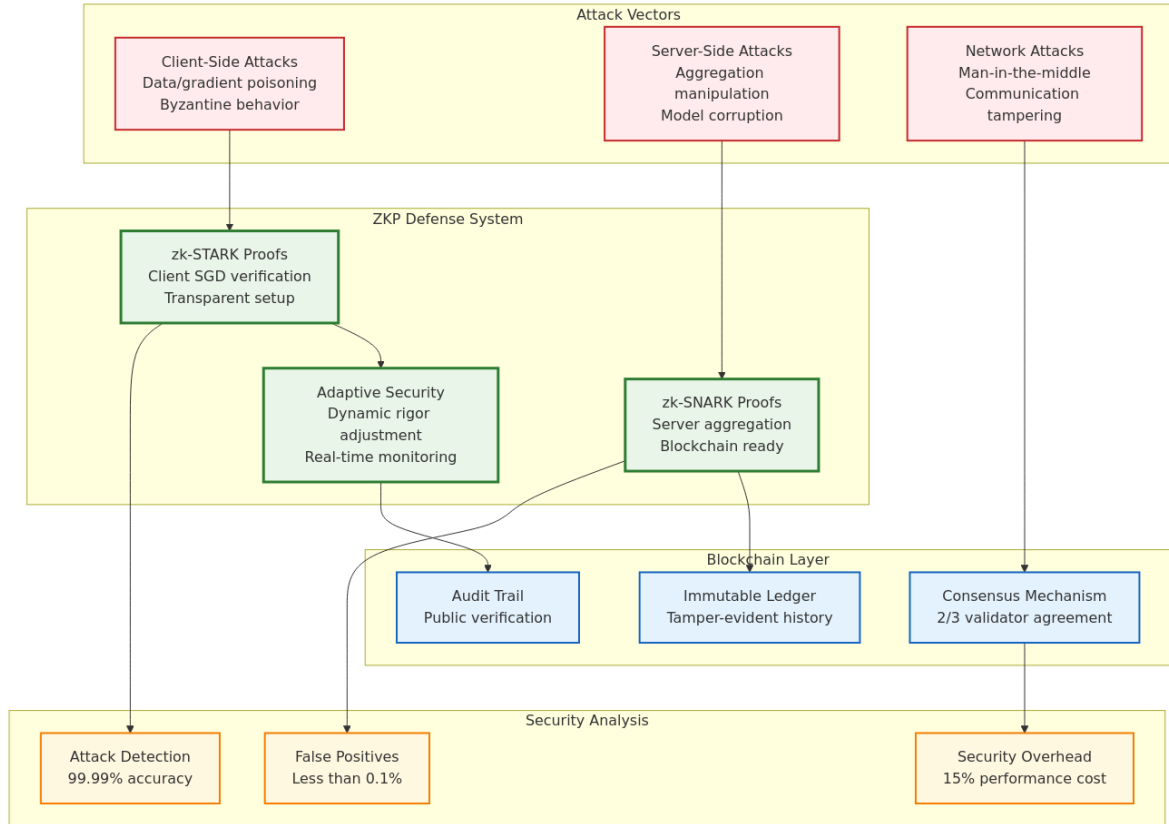 Attack Vectors
Client-Side Attacks
Data/gradient poisoning
Byzantine behavior
Server-Side Attacks
Aggregation
manipulation
Model corruption
Network Attacks
Man-in-the-middle
Communication
tampering
ZKP Defense System
zk-STARK Proofs
Client SGD verification
Transparent setup
Adaptive Security
Dynamic rigor
adjustment
Real-time monitoring
zk-SNARK Proofs
Server aggregation
Blockchain ready
Blockchain Layer
Audit Trail
Public verification
Immutable Ledger
Tamper-evident history
Consensus Mechanism
2/3 validator agreement
Security Analysis
Attack Detection
99.99% accuracy
False Positives
Less than 0.1%
Security Overhead
15% performance cost